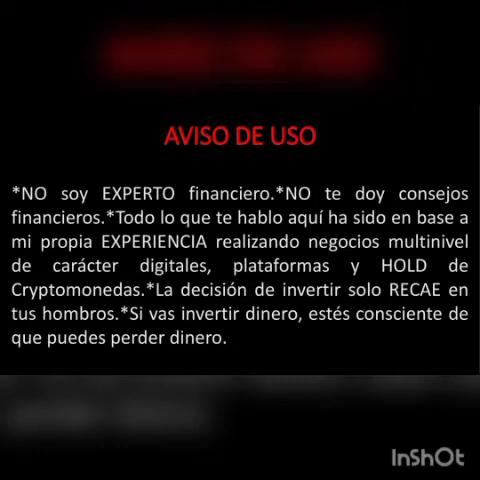 AVISO DE USO
*NO soy EXPERTO financiero.*NO te doy consejos
financieros.*Todo lo que te hablo aquí ha sido en base a
mi propia EXPERIENCIA realizando negocios multinivel
de carácter digitales, plataformas y HOLD de
Cryptomonedas.*La decisión de invertir solo RECAE en
tus hombros.*Si vas invertir dinero, estés consciente de
que puedes perder dinero.
InShOt